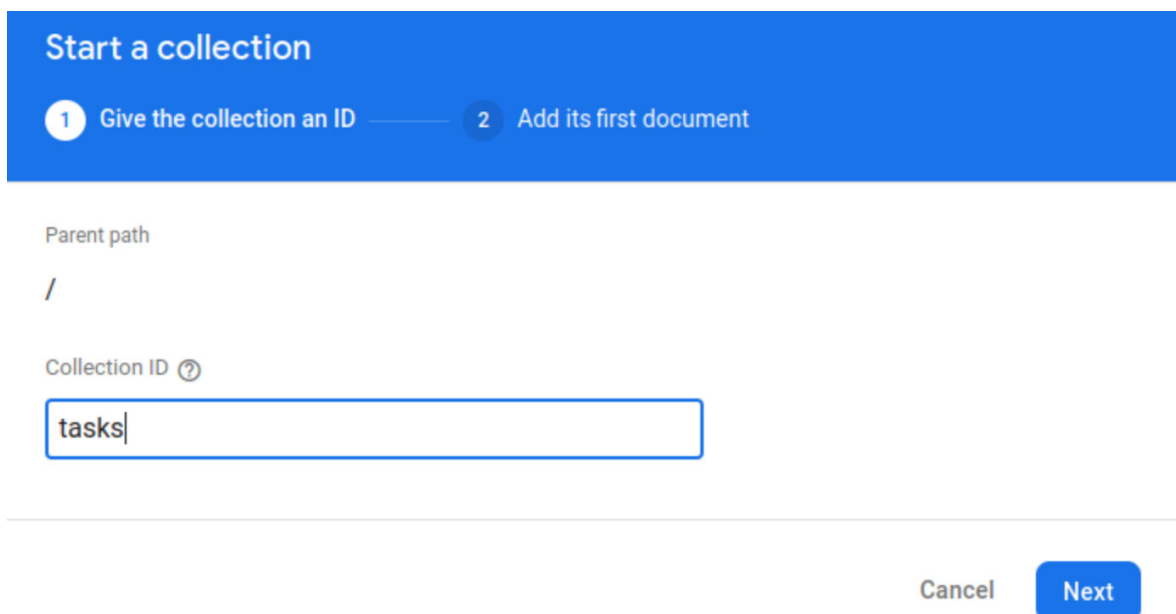 Start a collection
1 Give the collection an ID 2 Add its first document
Parent path
/
Collection ID ?
tasks
Cancel Next